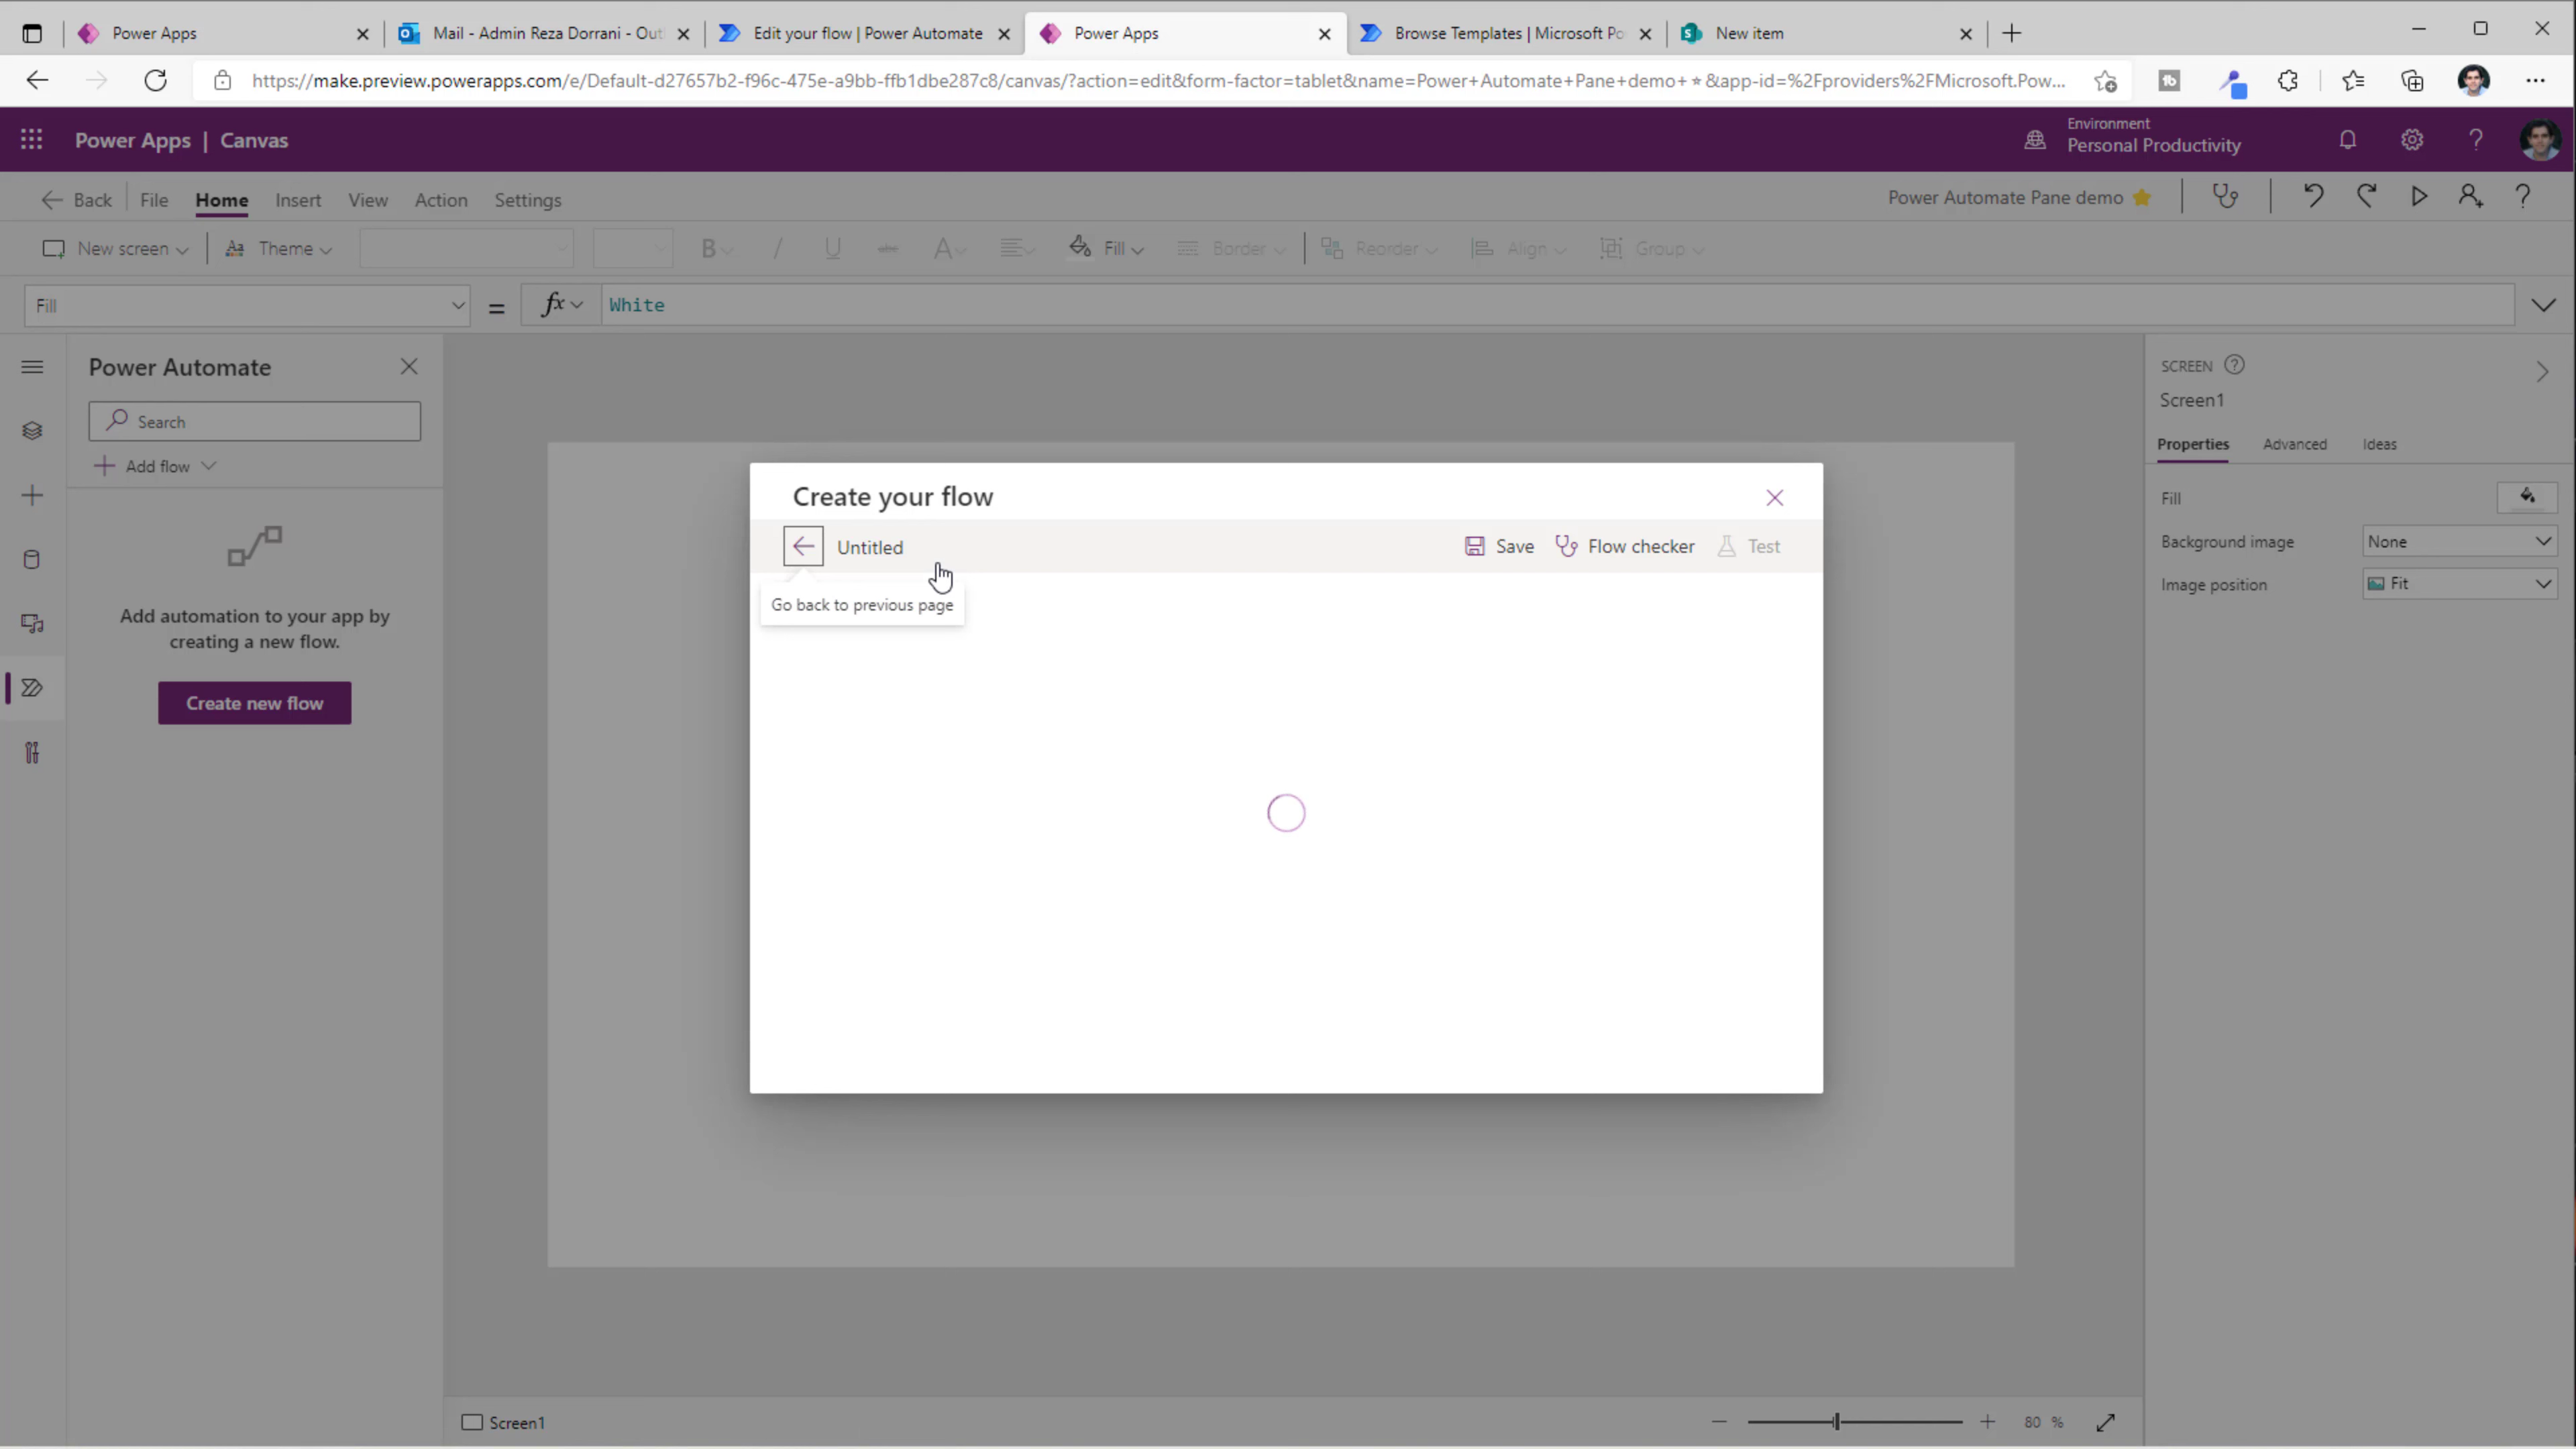 Power Apps
Mail - Admin Reza Dorrani - Out
Edit your flow | Power Automate
Power Apps
Browse Templates | Microsoft Po
New item
https://make.preview.powerapps.com/e/Default-d27657b2-f96c-475e-a9bb-ffb1dbe287c8/canvas/?action=edit&form-factor=tablet&name=Power+Automate+Pane+demo+⭐&app-id=%2Fproviders%2FMicrosoft.Pow...
Power Apps | Canvas
Environment
Personal Productivity
Back File Home Insert View Action Settings
Power Automate Pane demo
New screen Theme B / U abc A Fill Border Reorder Align Group
Fill = fx White
Power Automate
Search
Add flow
Add automation to your app by
creating a new flow.
Create new flow
Create your flow
Untitled
Save Flow checker Test
Go back to previous page
SCREEN
Screen1
Properties Advanced Ideas
Fill
Background image None
Image position Fit
Screen1
80 %